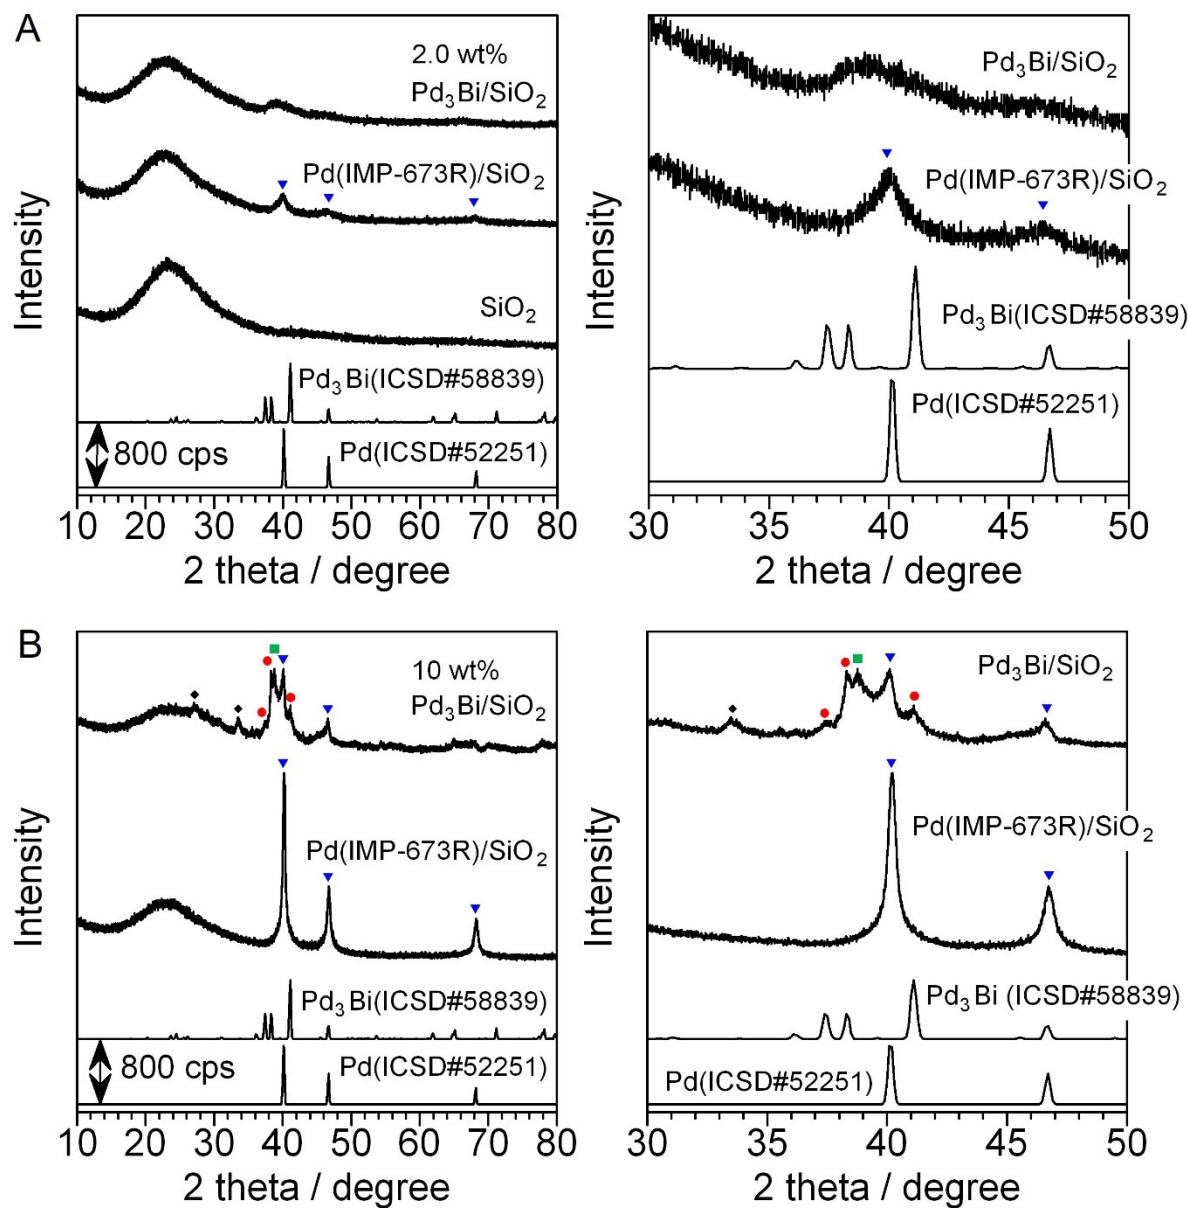 A
Intensity
2.0 wt%
Pd₃Bi/SiO₂
Pd(IMP-673R)/SiO₂
SiO₂
Pd₃Bi(ICSD#58839)
800 cps
Pd(ICSD#52251)
10 20 30 40 50 60 70 80
2 theta / degree
Intensity
Pd₃Bi/SiO₂
Pd(IMP-673R)/SiO₂
Pd₃Bi(ICSD#58839)
Pd(ICSD#52251)
30 35 40 45 50
2 theta / degree
B
Intensity
10 wt%
Pd₃Bi/SiO₂
Pd(IMP-673R)/SiO₂
Pd₃Bi(ICSD#58839)
800 cps
Pd(ICSD#52251)
10 20 30 40 50 60 70 80
2 theta / degree
Intensity
Pd₃Bi/SiO₂
Pd(IMP-673R)/SiO₂
Pd₃Bi (ICSD#58839)
Pd(ICSD#52251)
30 35 40 45 50
2 theta / degree